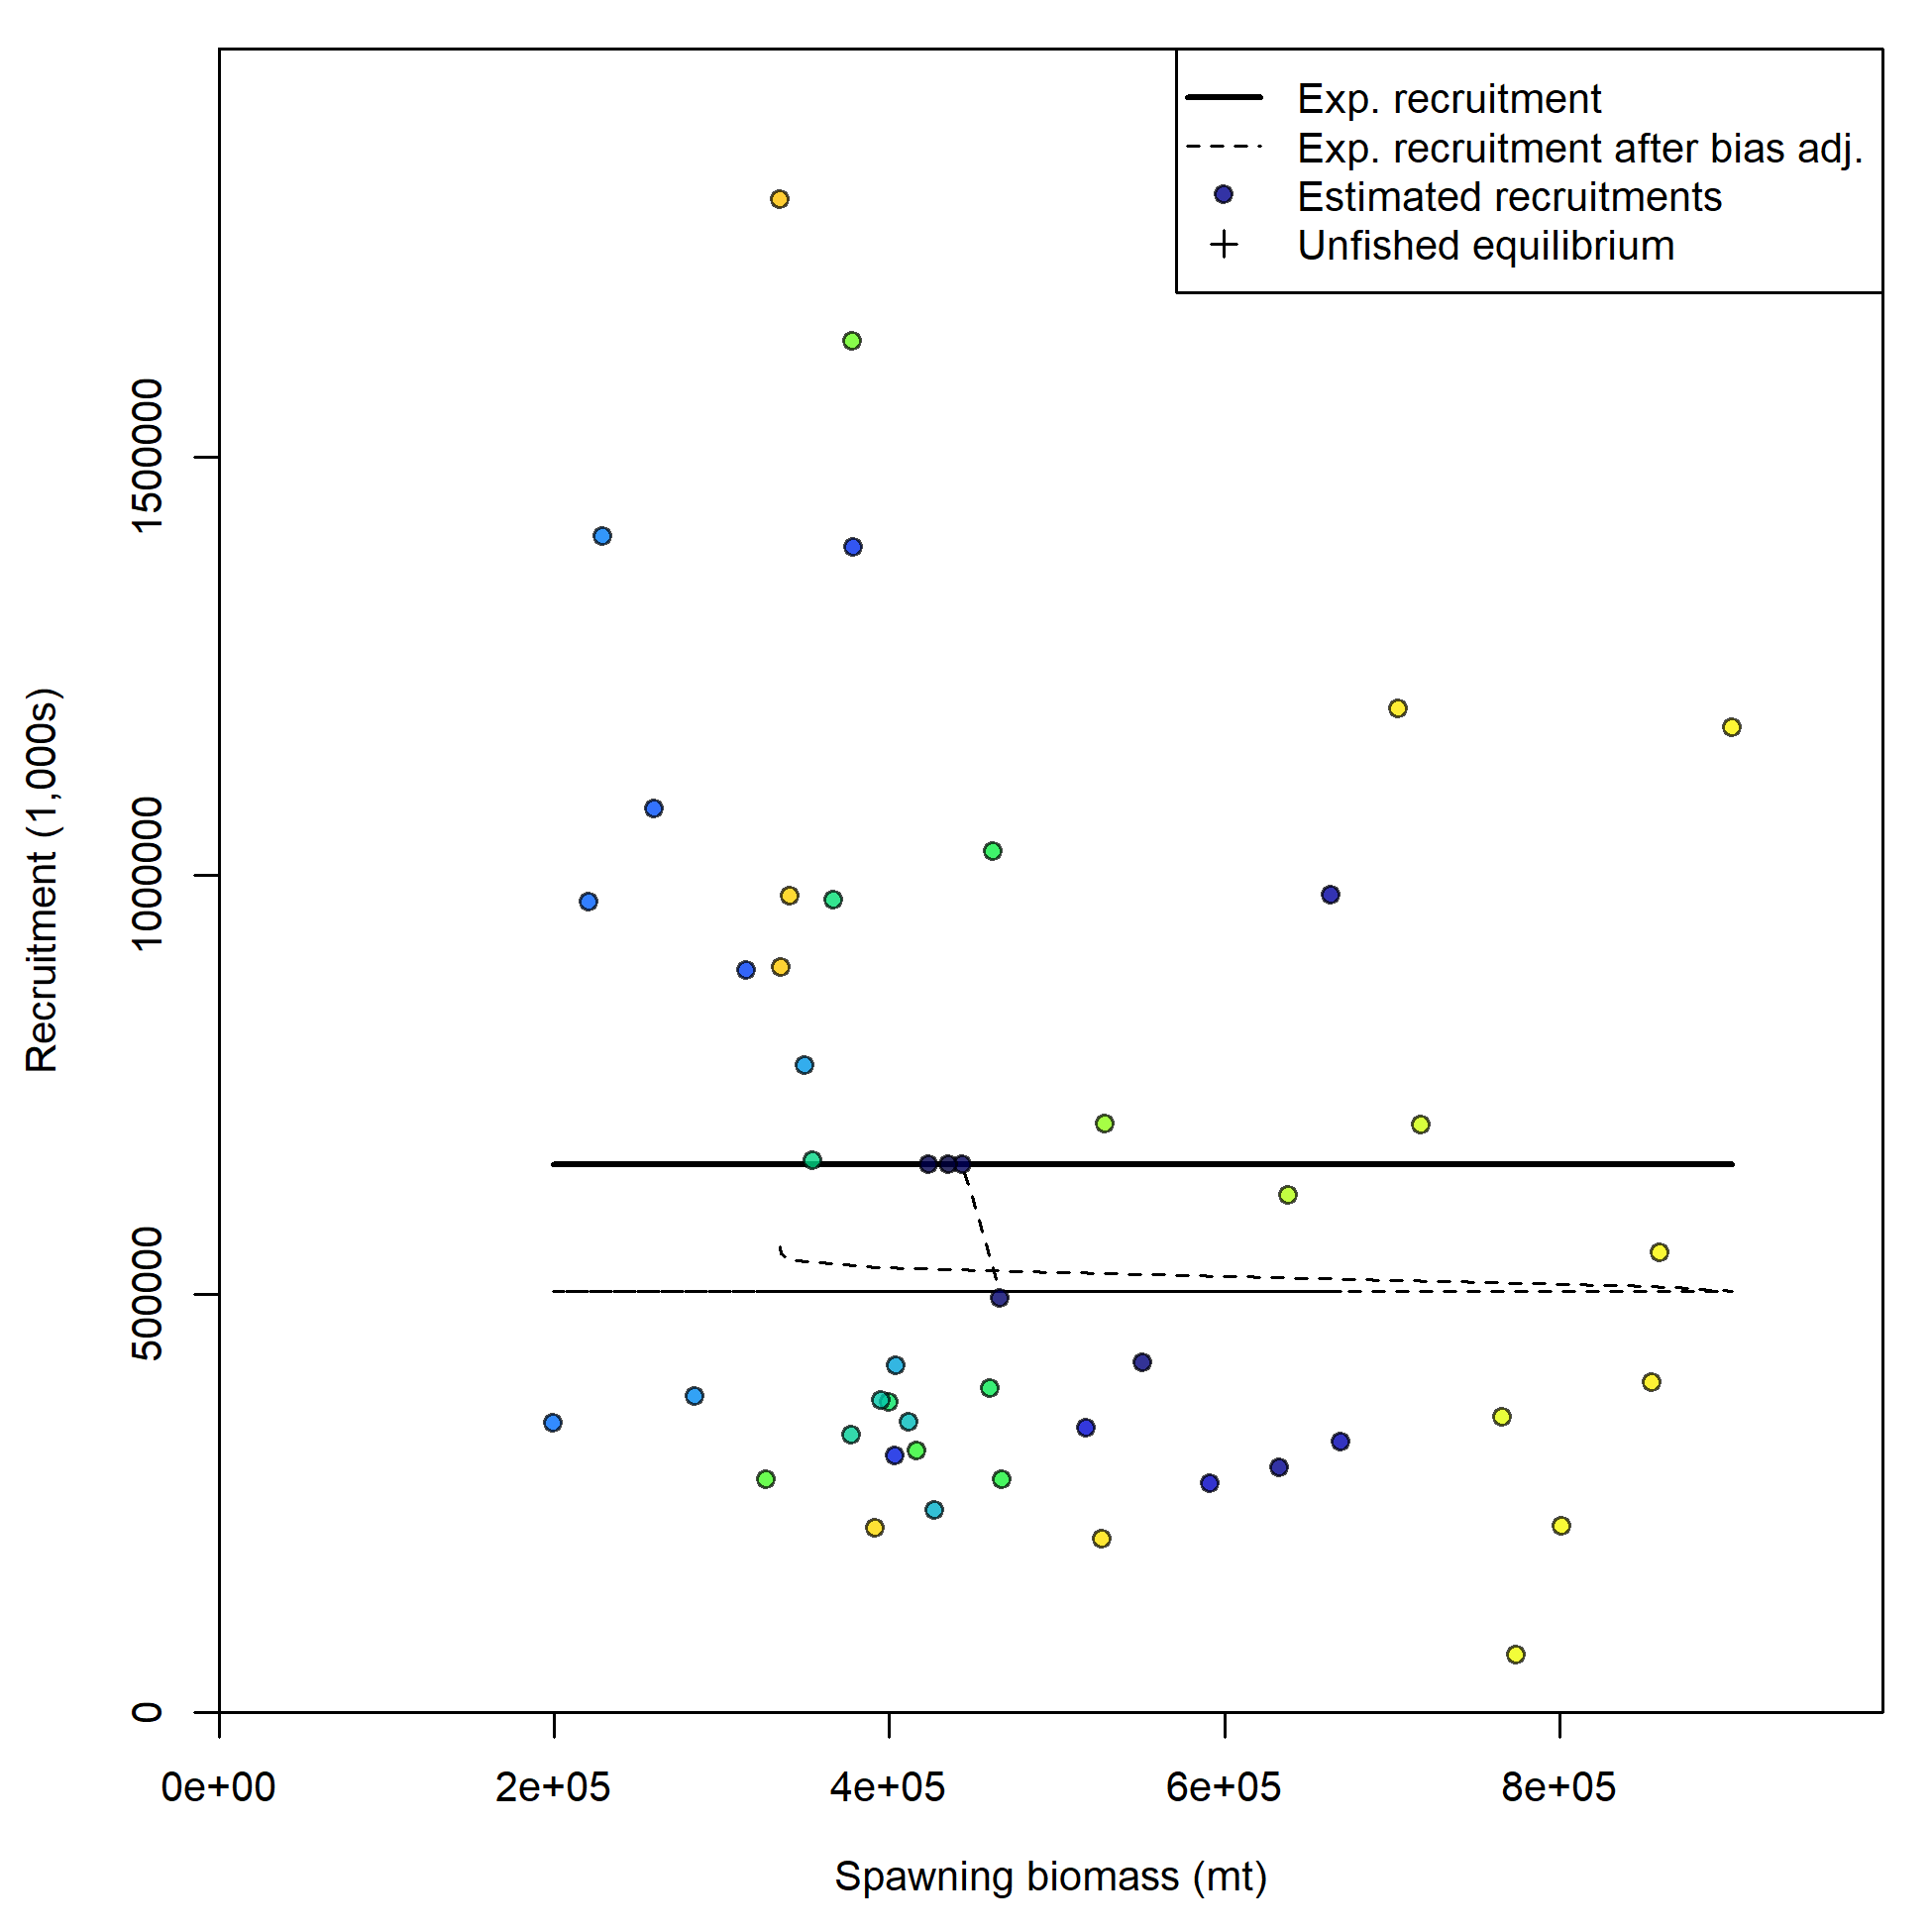 Exp. recruitment
Exp. recruitment after bias adj.
Estimated recruitments
Unfished equilibrium
1500000
1000000
500000
0
Recruitment (1,000s)
0e+00 2e+05 4e+05 6e+05 8e+05
Spawning biomass (mt)